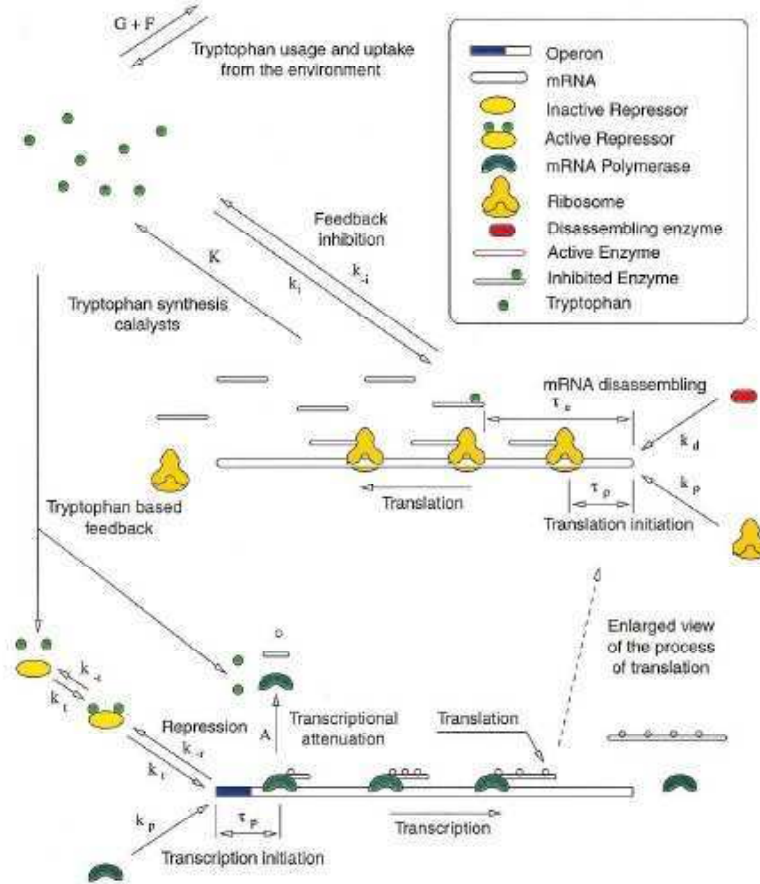 G + F
Tryptophan usage and uptake
from the environment
Operon
mRNA
Inactive Repressor
Active Repressor
mRNA Polymerase
Ribosome
Disassembling enzyme
Active Enzyme
Inhibited Enzyme
Tryptophan
Feedback
inhibition
K
k_i
k_-i
Tryptophan synthesis
calalysts
mRNA disassembling
τ_e
k_d
k_ρ
Translation
τ_ρ
Translation initiation
Tryptophan based
feedback
Enlarged view
of the process
of translation
k_-t
k_t
Repression
k_-r
k_r
A
Transcriptional
attenuation
Translation
k_p
τ_p
Transcription
Transcription initiation